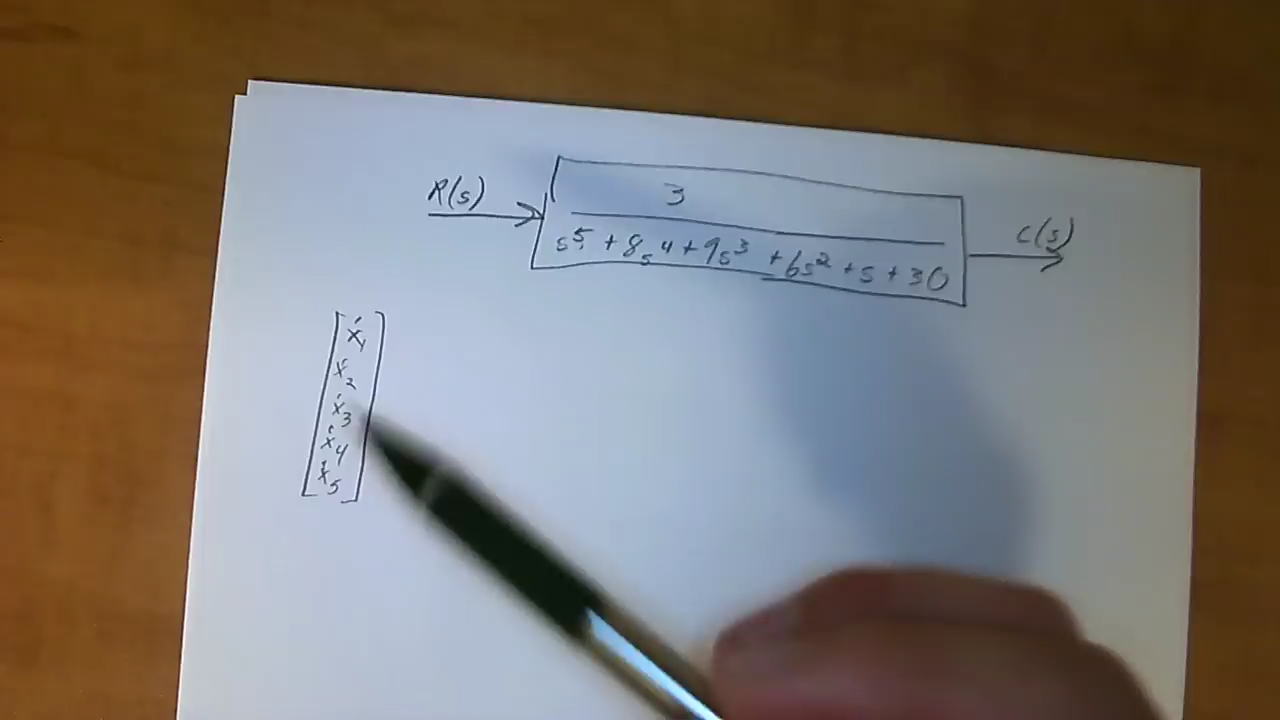 R(s)
3
C(s)
s⁵ + 8s⁴ + 9s³ + 6s² + s + 30
ẋ₁
ẋ₂
ẋ₃
ẋ₄
ẋ₅